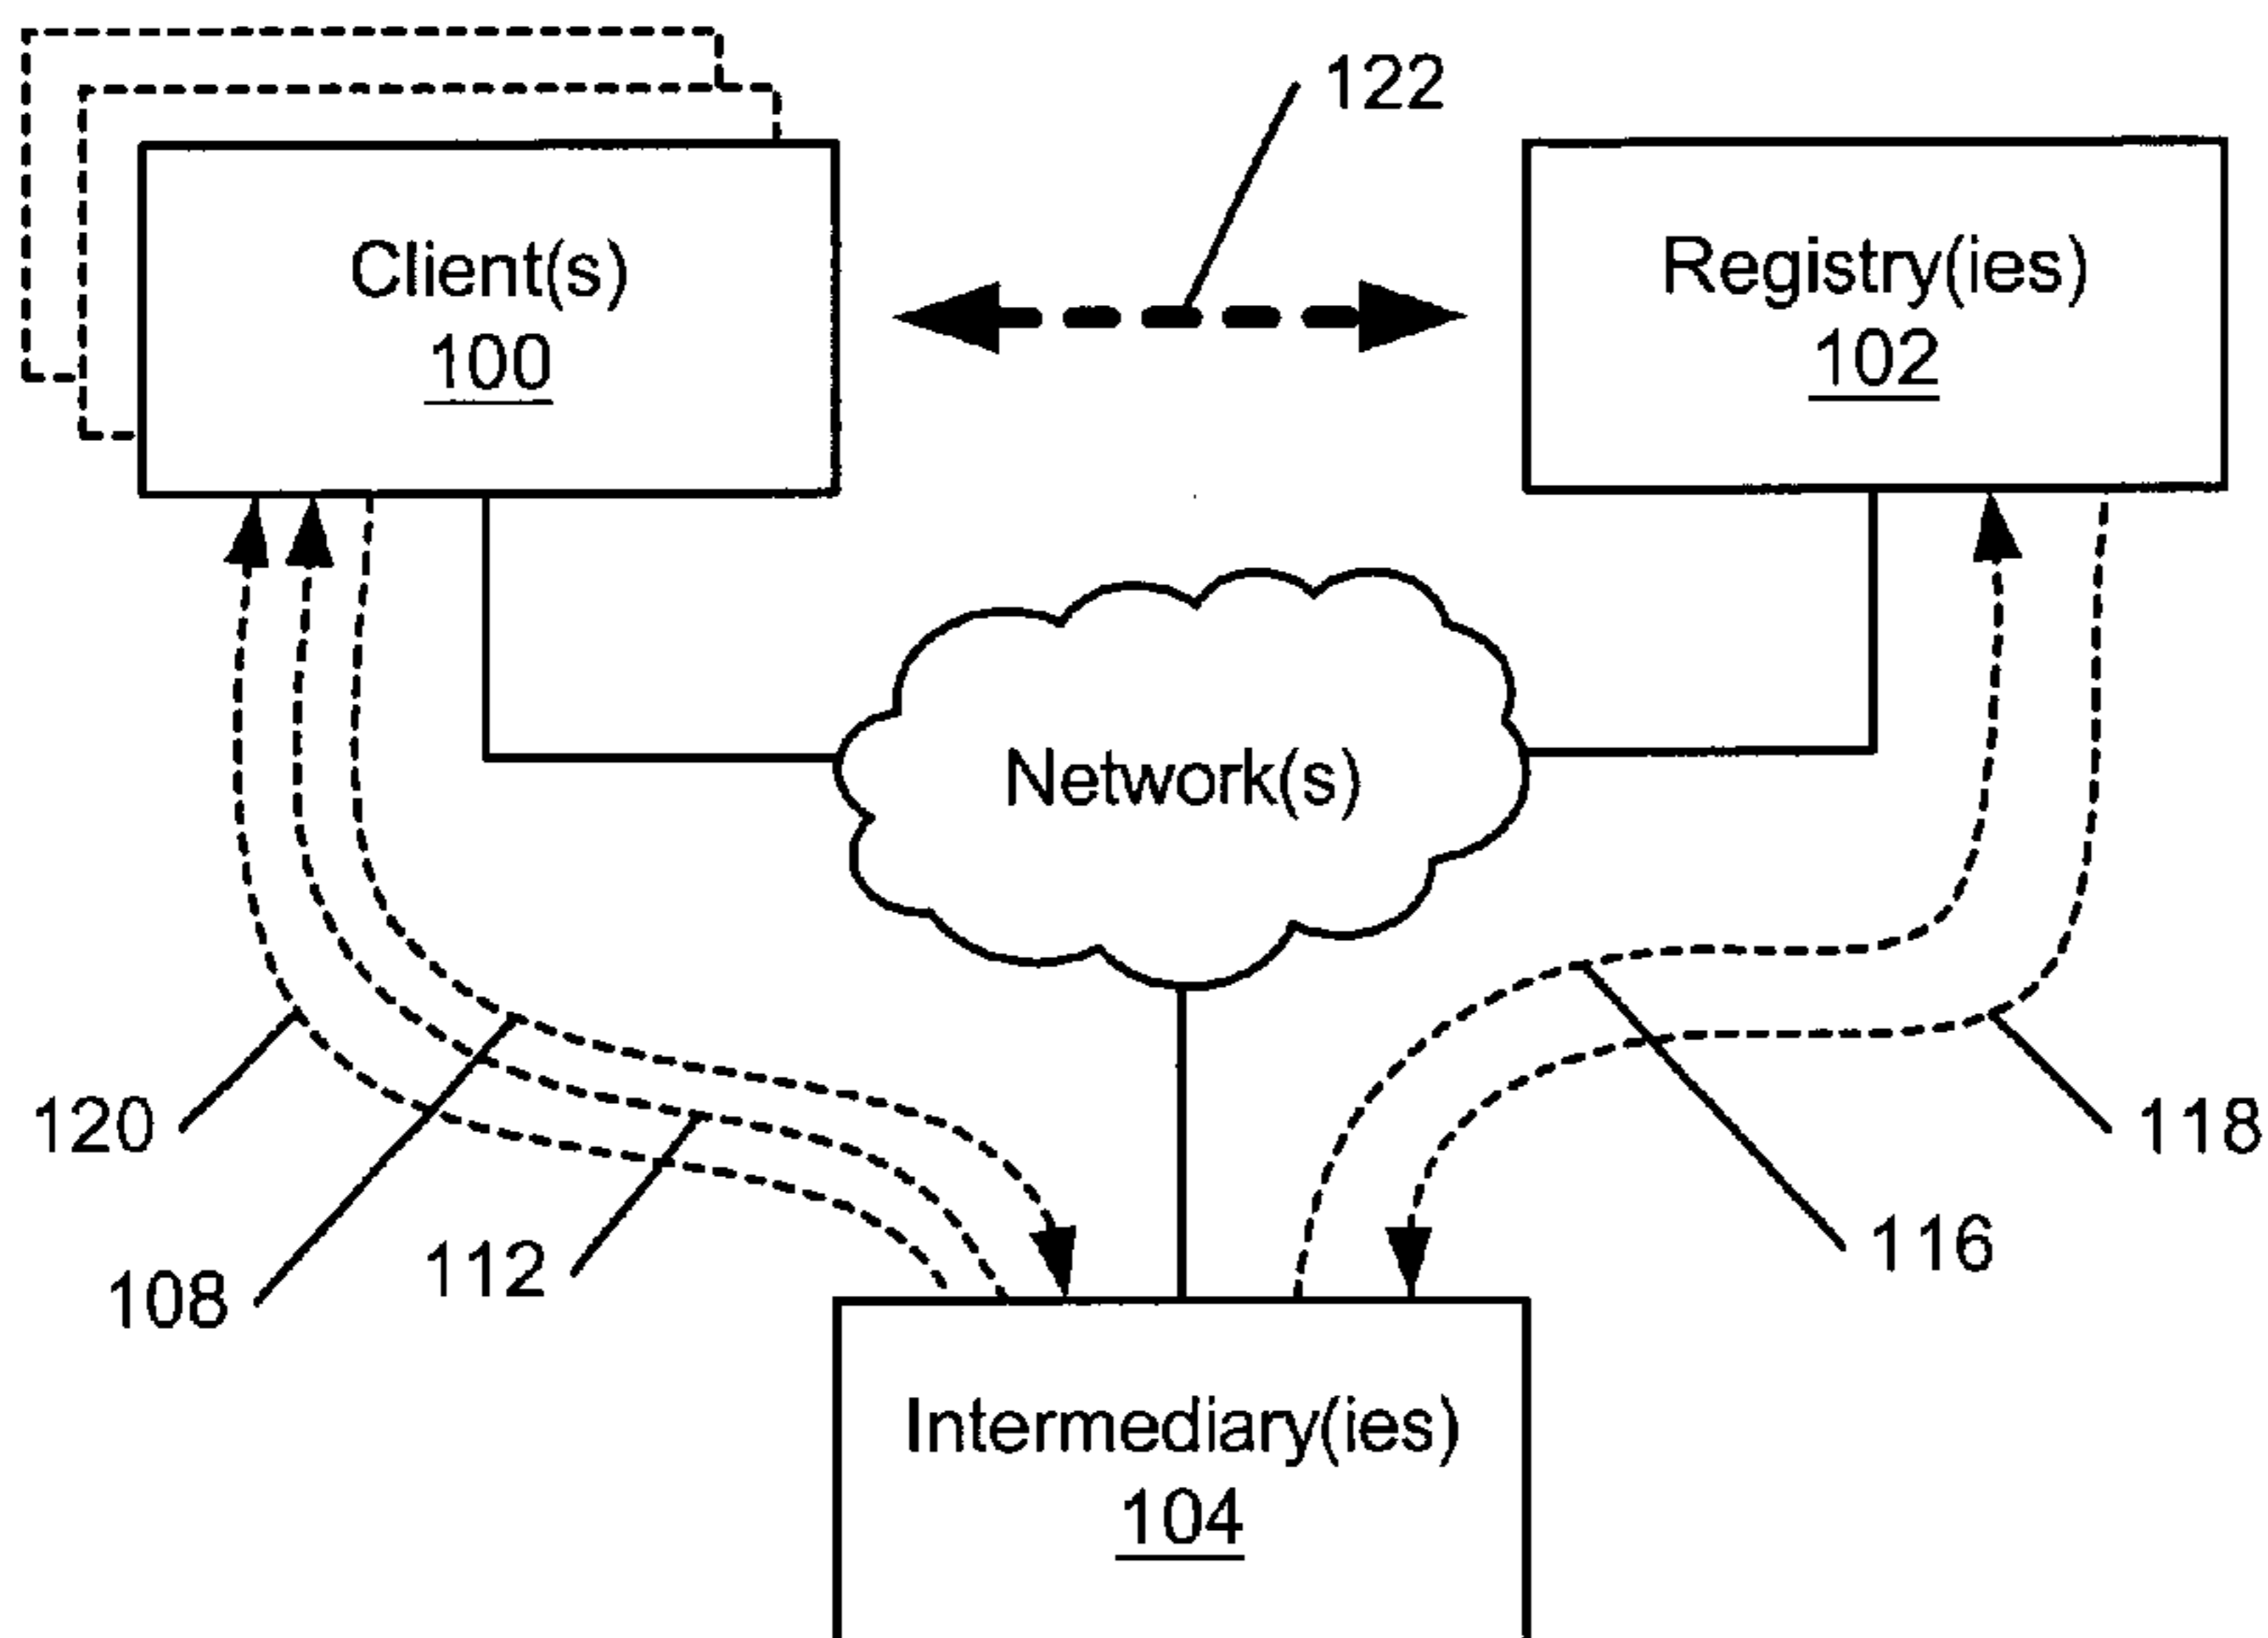 122
Client(s)
100
Registry(ies)
102
Network(s)
120
118
108
112
116
Intermediary(ies)
104